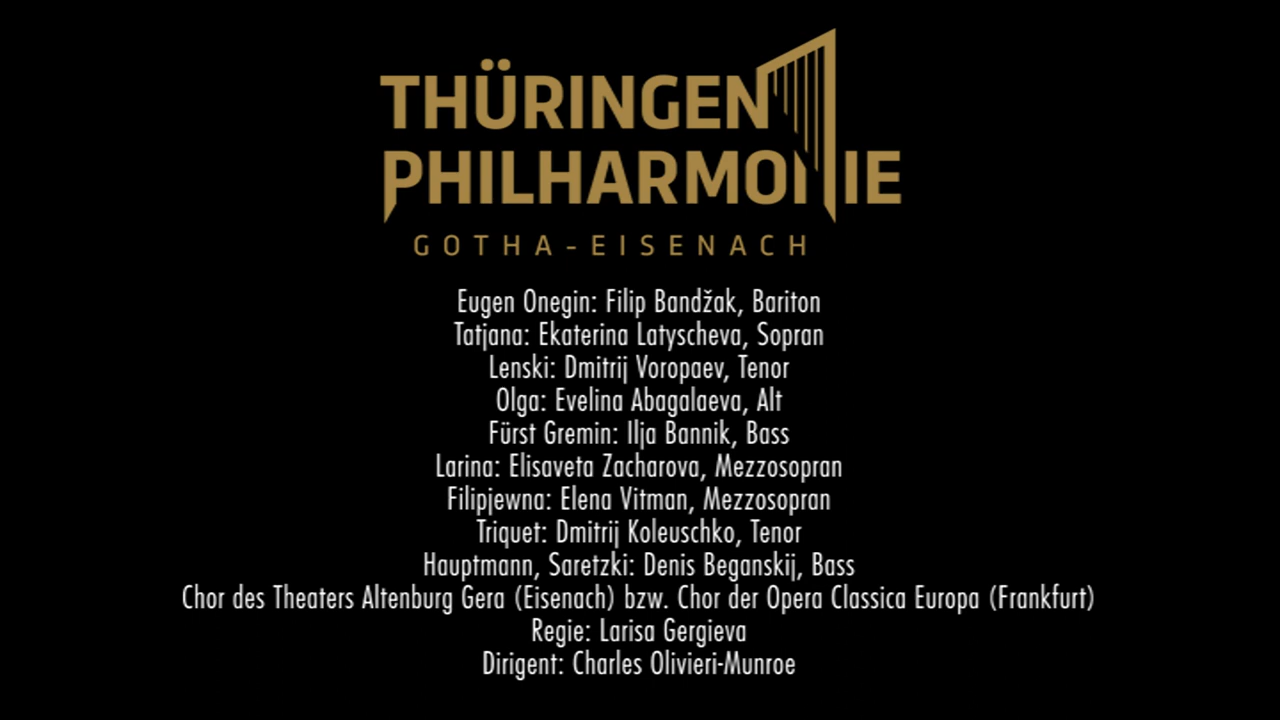 THÜRINGEN
PHILHARMONIE
GOTHA-EISENACH
Eugen Onegin: Filip Bandžak, Bariton
Tatjana: Ekaterina Latyscheva, Sopran
Lenski: Dmitrij Voropaev, Tenor
Olga: Evelina Abagalaeva, Alt
Fürst Gremin: Ilja Bannik, Bass
Larina: Elisaveta Zacharova, Mezzosopran
Filipjewna: Elena Vitman, Mezzosopran
Triquet: Dmitrij Koleuschko, Tenor
Hauptmann, Saretzki: Denis Beganskij, Bass
Chor des Theaters Altenburg Gera (Eisenach) bzw. Chor der Opera Classica Europa (Frankfurt)
Regie: Larisa Gergieva
Dirigent: Charles Olivieri-Munroe